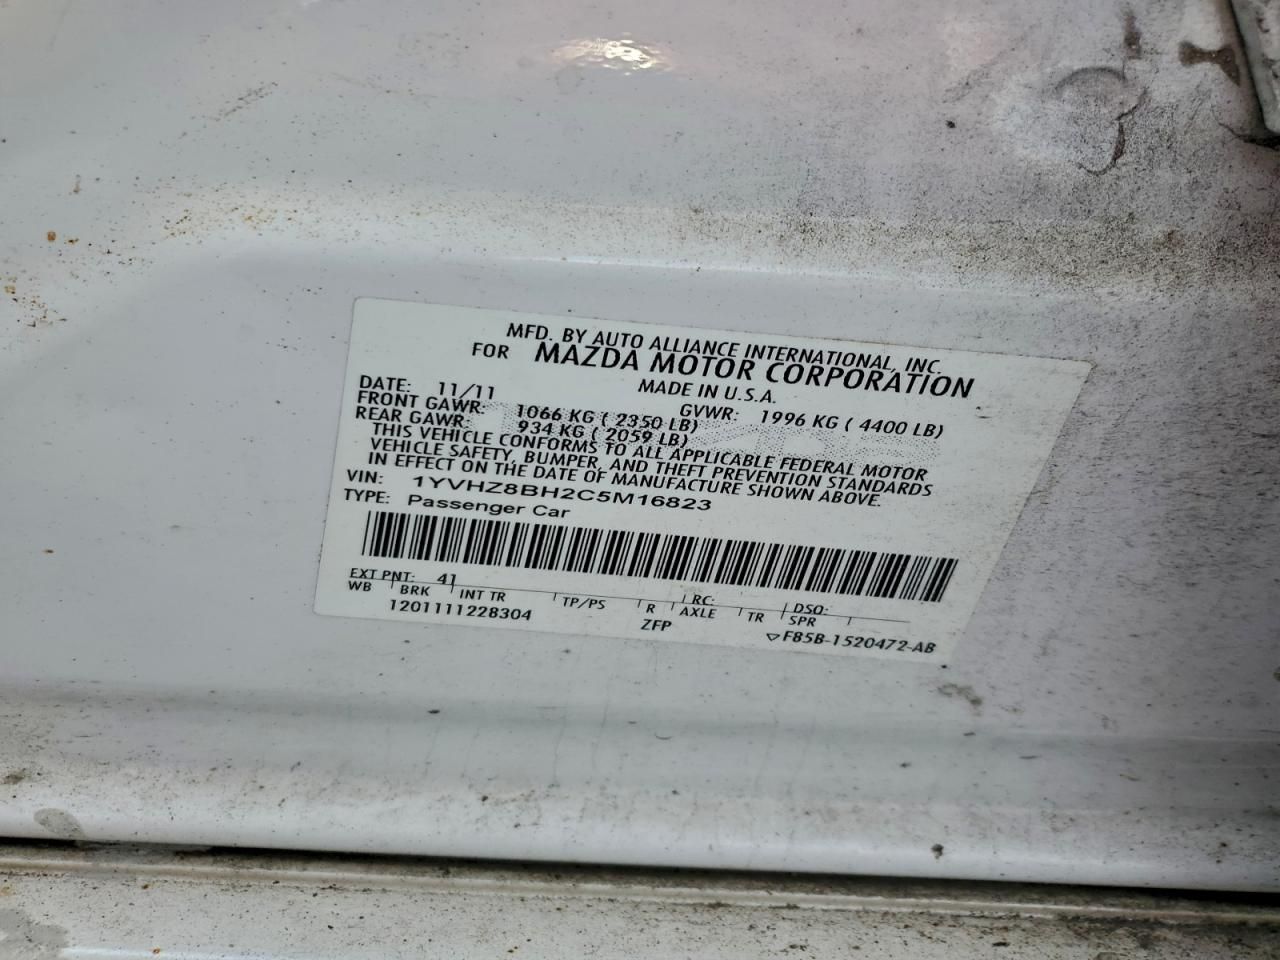 MFD. BY AUTO ALLIANCE INTERNATIONAL, INC.
FOR MAZDA MOTOR CORPORATION
MADE IN U.S.A.
DATE: 11/11
GVWR: 1996 KG ( 4400 LB)
FRONT GAWR: 1066 KG ( 2350 LB)
REAR GAWR: 934 KG ( 2059 LB)
THIS VEHICLE CONFORMS TO ALL APPLICABLE FEDERAL MOTOR
VEHICLE SAFETY, BUMPER, AND THEFT PREVENTION STANDARDS
IN EFFECT ON THE DATE OF MANUFACTURE SHOWN ABOVE.
VIN: 1YVHZ8BH2C5M16823
TYPE: Passenger Car
EXT PNT: 41 RC: DSO:
WB BRK INT TR TP/PS R AXLE TR SPR
1201111228304 ZFP
▽F85B-1520472-AB